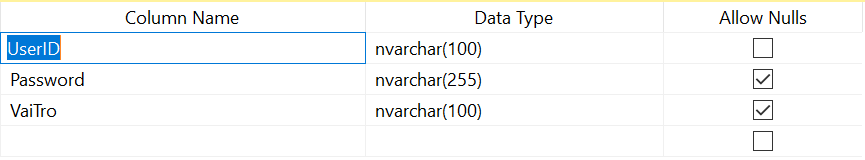 Column Name Data Type Allow Nulls
UserID nvarchar(100)
Password nvarchar(255)
VaiTro nvarchar(100)